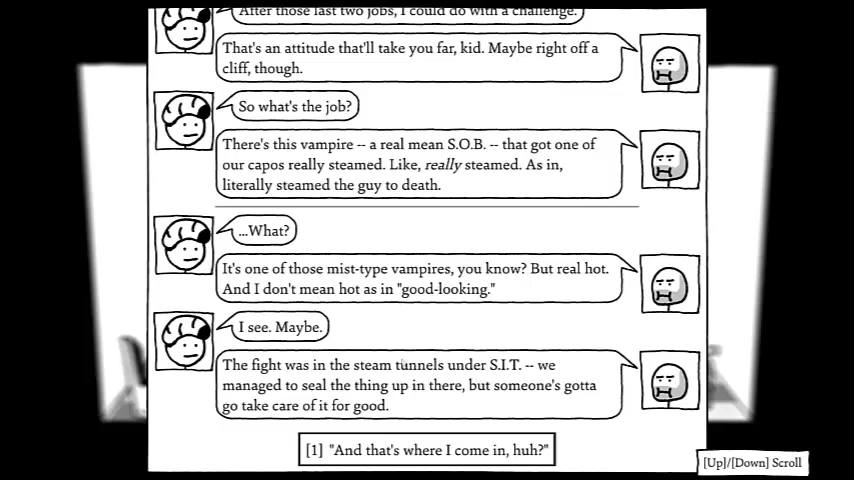 After those last two jobs, I could do with a challenge.
That's an attitude that'll take you far, kid. Maybe right off a
cliff, though.
So what's the job?
There's this vampire -- a real mean S.O.B. -- that got one of
our capos really steamed. Like, really steamed. As in,
literally steamed the guy to death.
...What?
It's one of those mist-type vampires, you know? But real hot.
And I don't mean hot as in "good-looking."
I see. Maybe.
The fight was in the steam tunnels under S.I.T. -- we
managed to seal the thing up in there, but someone's gotta
go take care of it for good.
[1] "And that's where I come in, huh?"
[Up]/[Down] Scroll